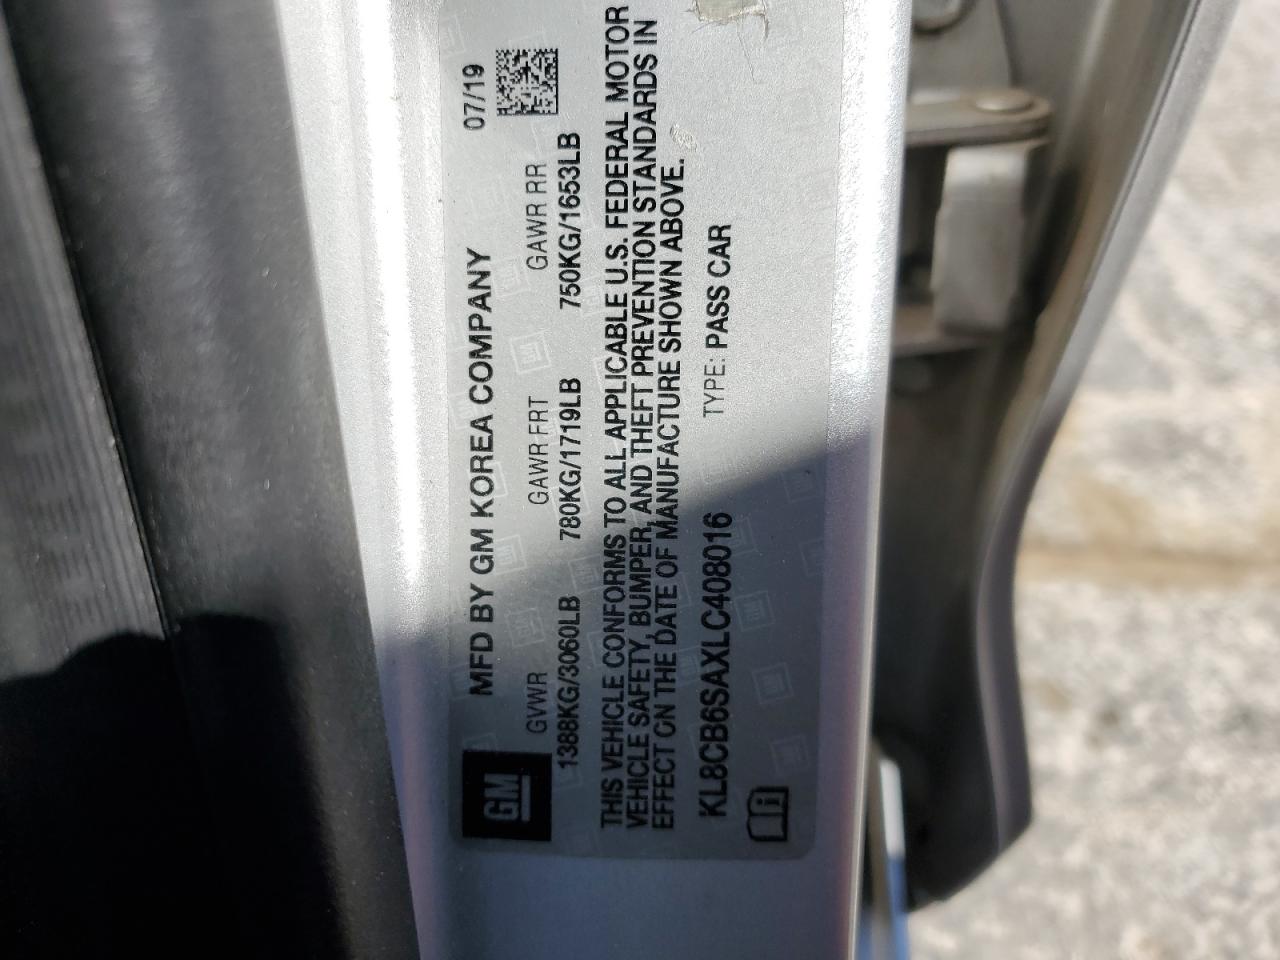 GM
MFD BY GM KOREA COMPANY 07/19
GVWR GAWR FRT GAWR RR
1388KG/3060LB 780KG/1719LB 750KG/1653LB
THIS VEHICLE CONFORMS TO ALL APPLICABLE U.S. FEDERAL MOTOR
VEHICLE SAFETY, BUMPER, AND THEFT PREVENTION STANDARDS IN
EFFECT ON THE DATE OF MANUFACTURE SHOWN ABOVE.
KL8CB6SAXLC408016 TYPE: PASS CAR